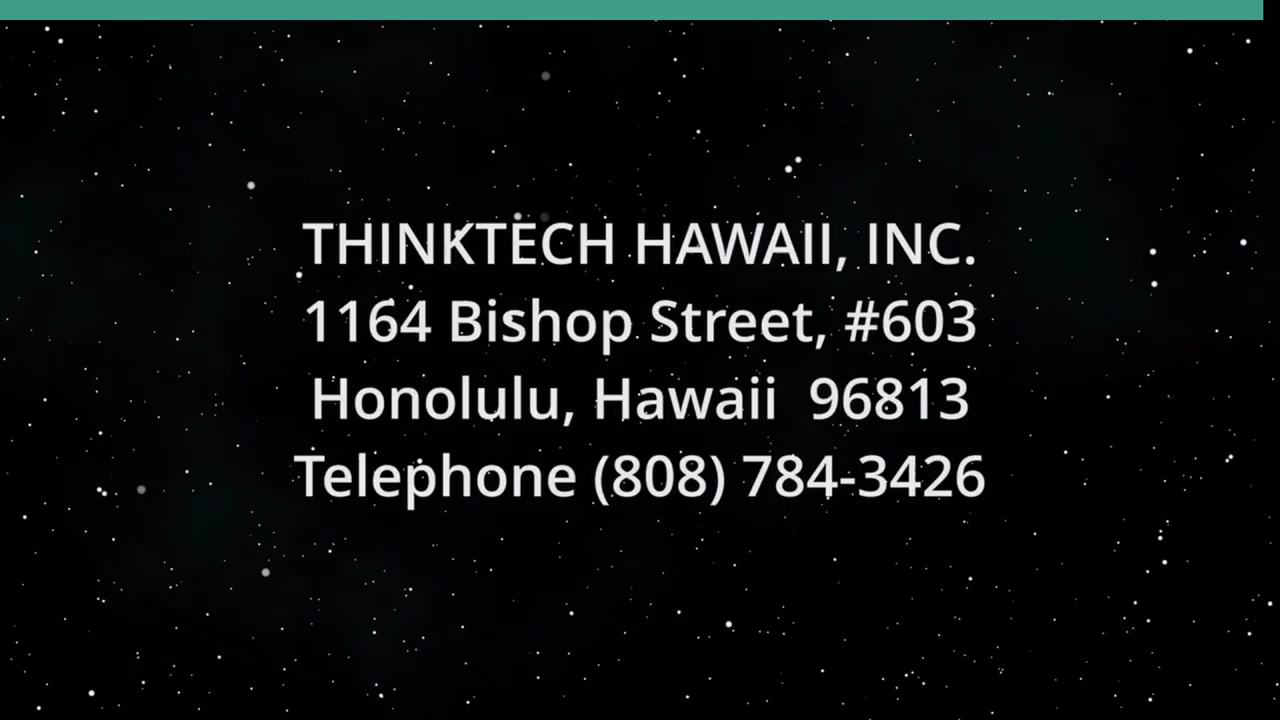 THINKTECH HAWAII, INC.
1164 Bishop Street, #603
Honolulu, Hawaii  96813
Telephone (808) 784-3426